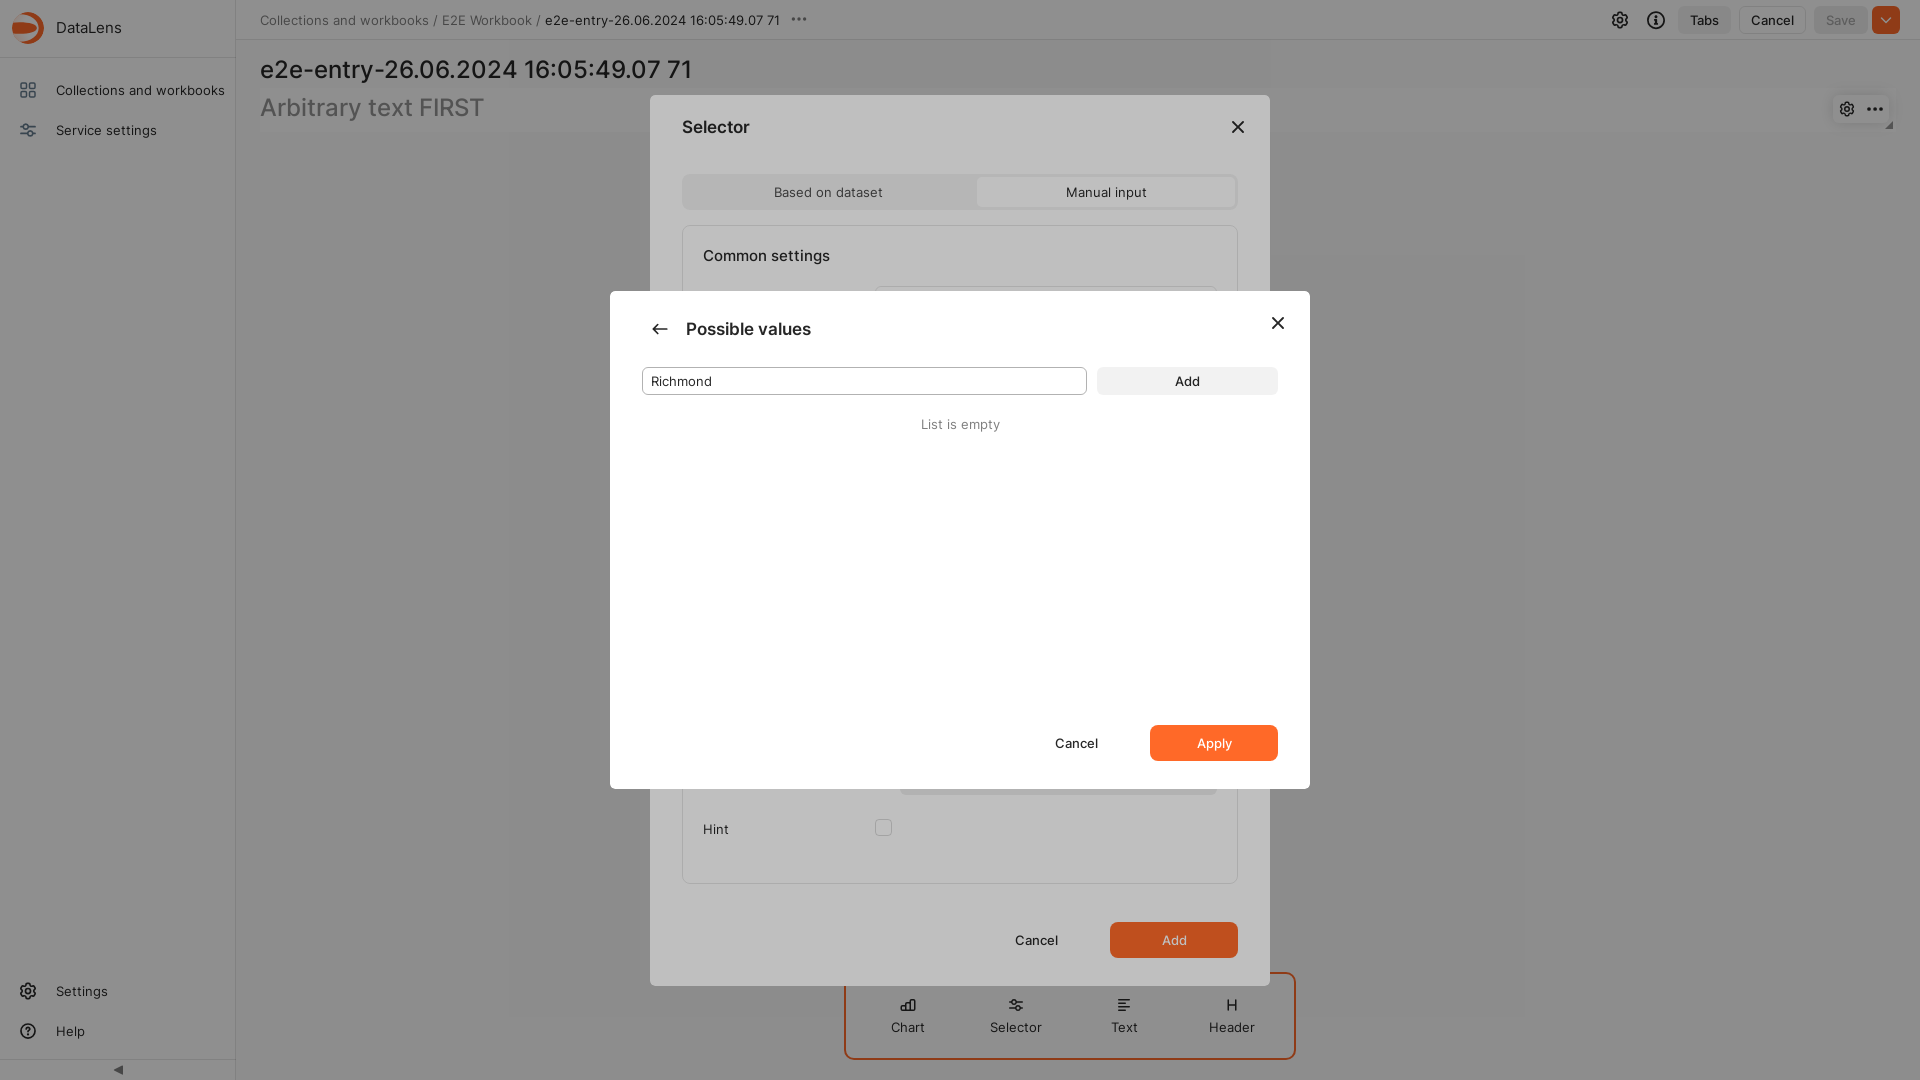 DataLens
Collections and workbooks
Service settings
Settings
Help
Collections and workbooks / E2E Workbook / e2e-entry-26.06.2024 16:05:49.07 71
Tabs
Cancel
Save
e2e-entry-26.06.2024 16:05:49.07 71
Arbitrary text FIRST
Selector
Based on dataset
Manual input
Common settings
Possible values
Richmond
Add
List is empty
Cancel
Apply
Hint
Cancel
Add
Chart
Selector
Text
Header